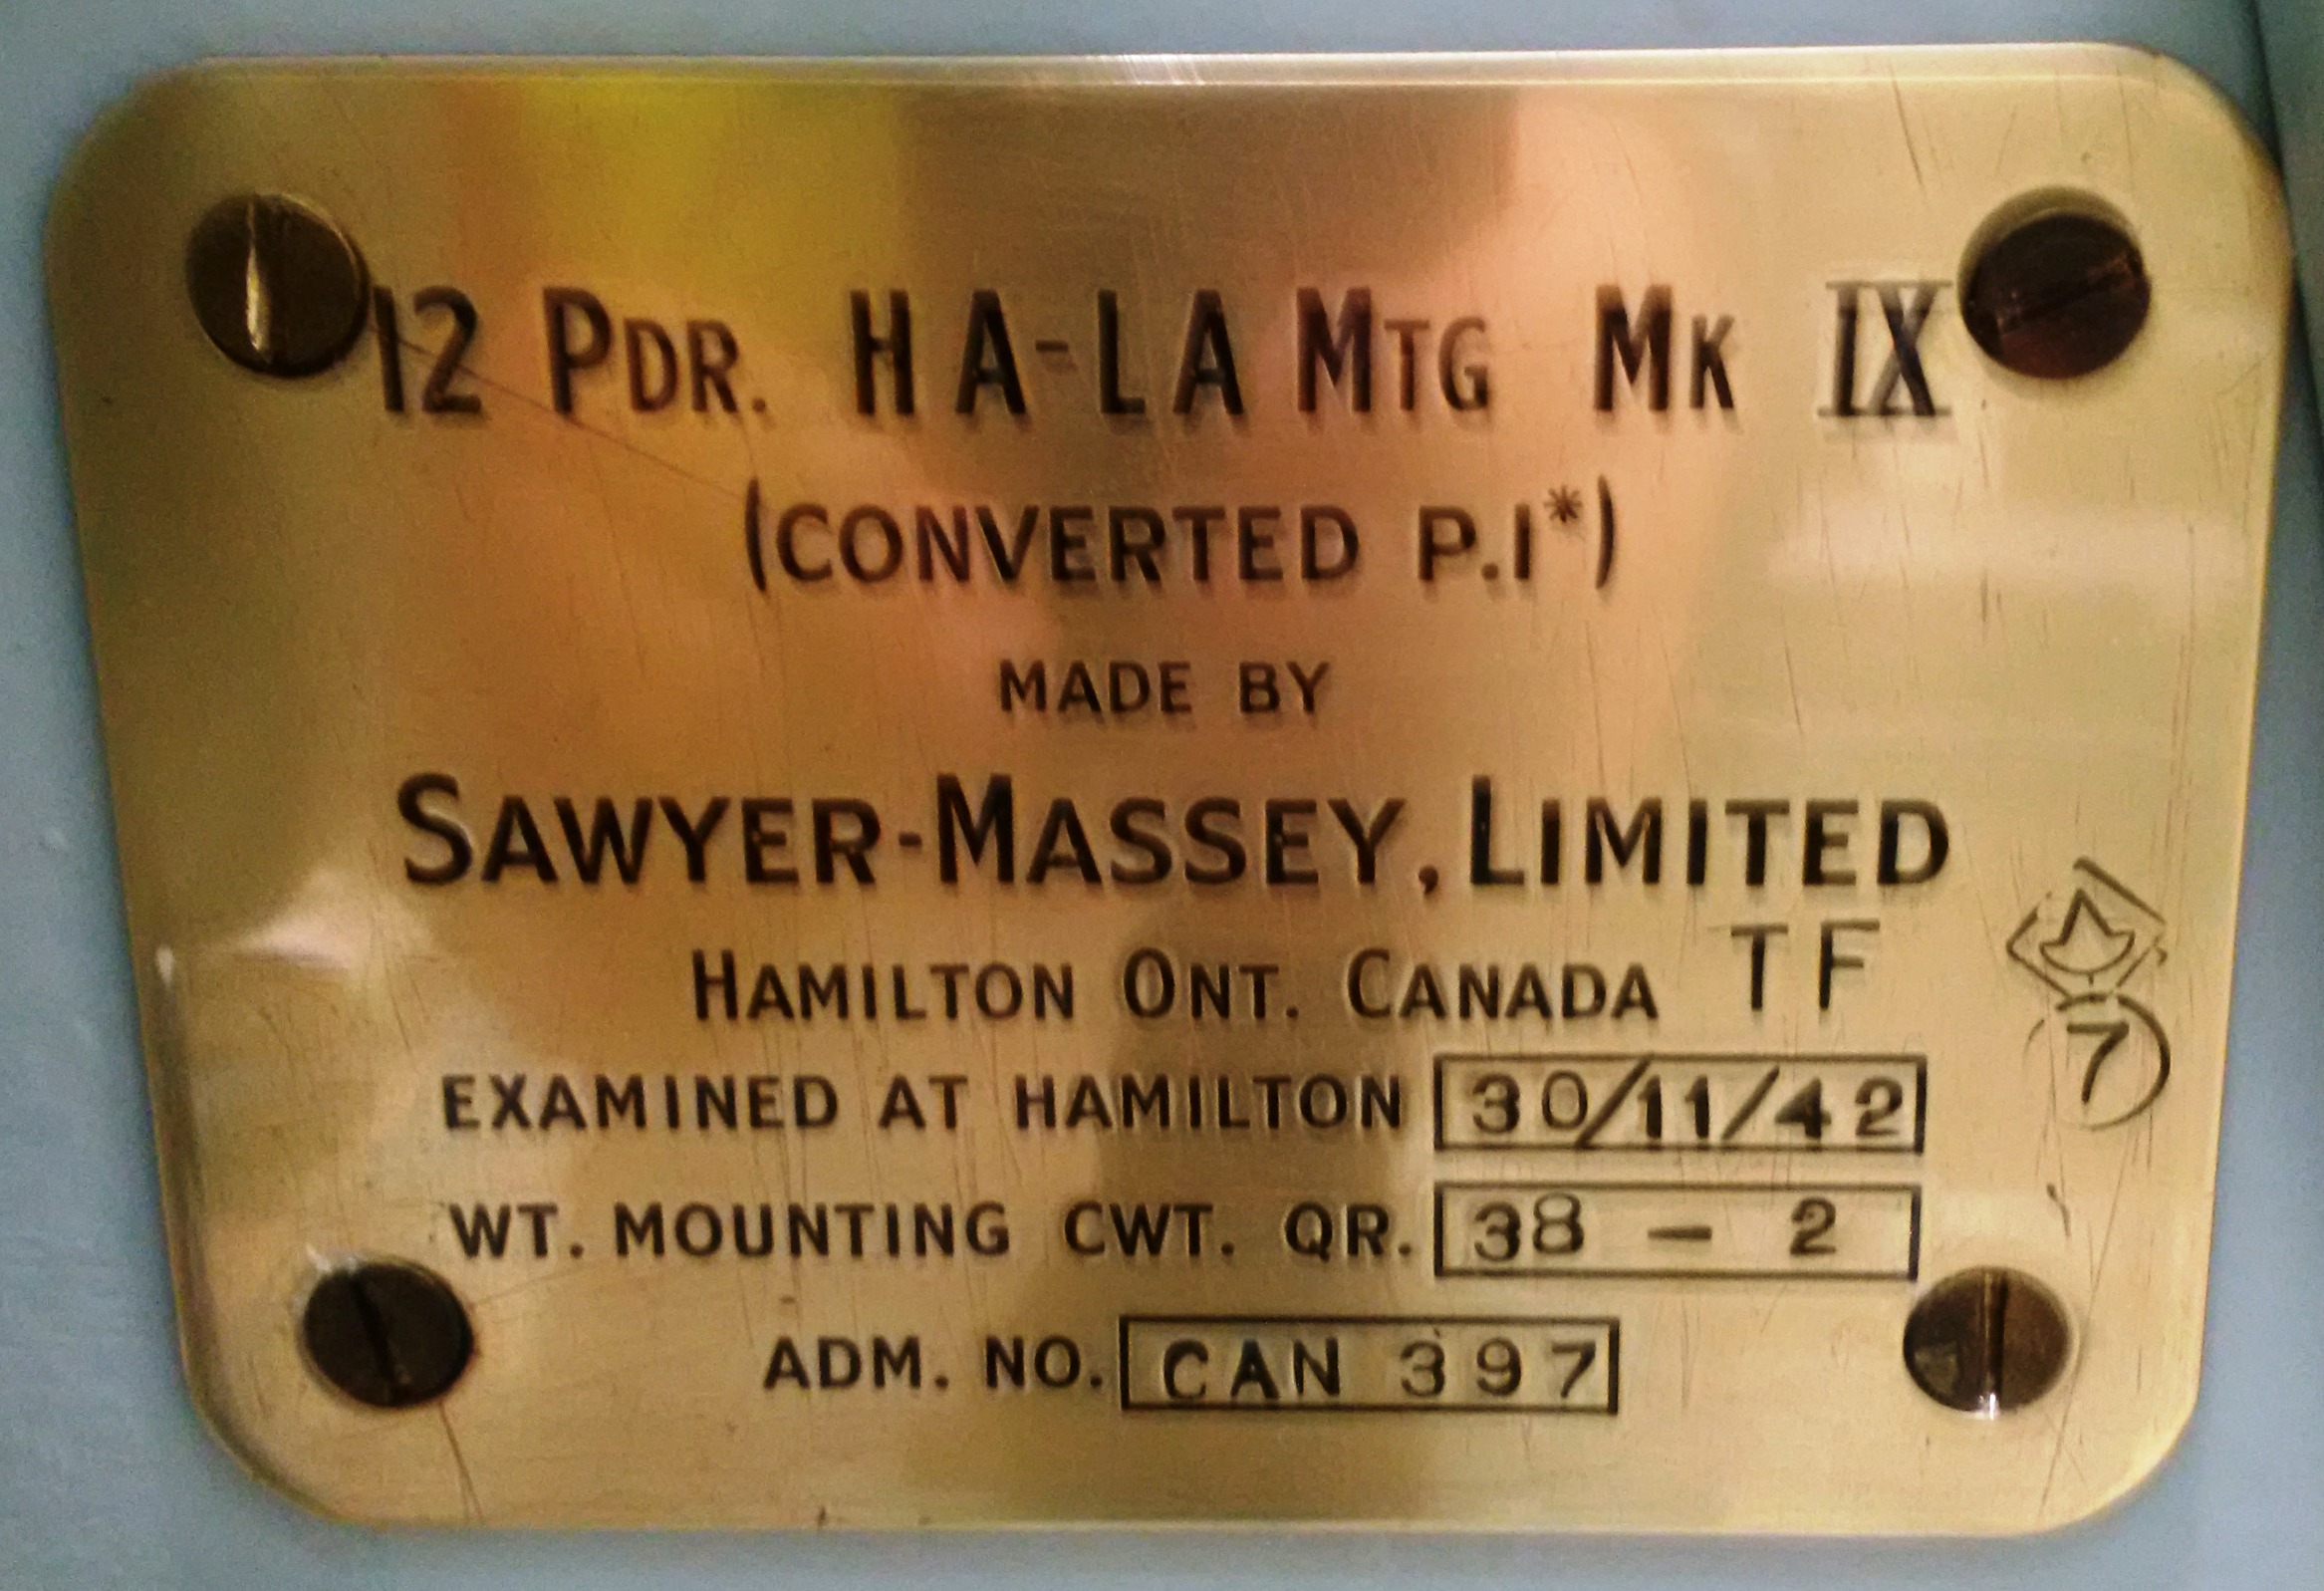 12 PDR. HA-LA MTG MK IX
(CONVERTED P.I*)
MADE BY
SAWYER-MASSEY, LIMITED
HAMILTON ONT. CANADA TF
EXAMINED AT HAMILTON 30/11/42
WT. MOUNTING CWT. QR. 38 - 2
ADM. NO. CAN 397
7